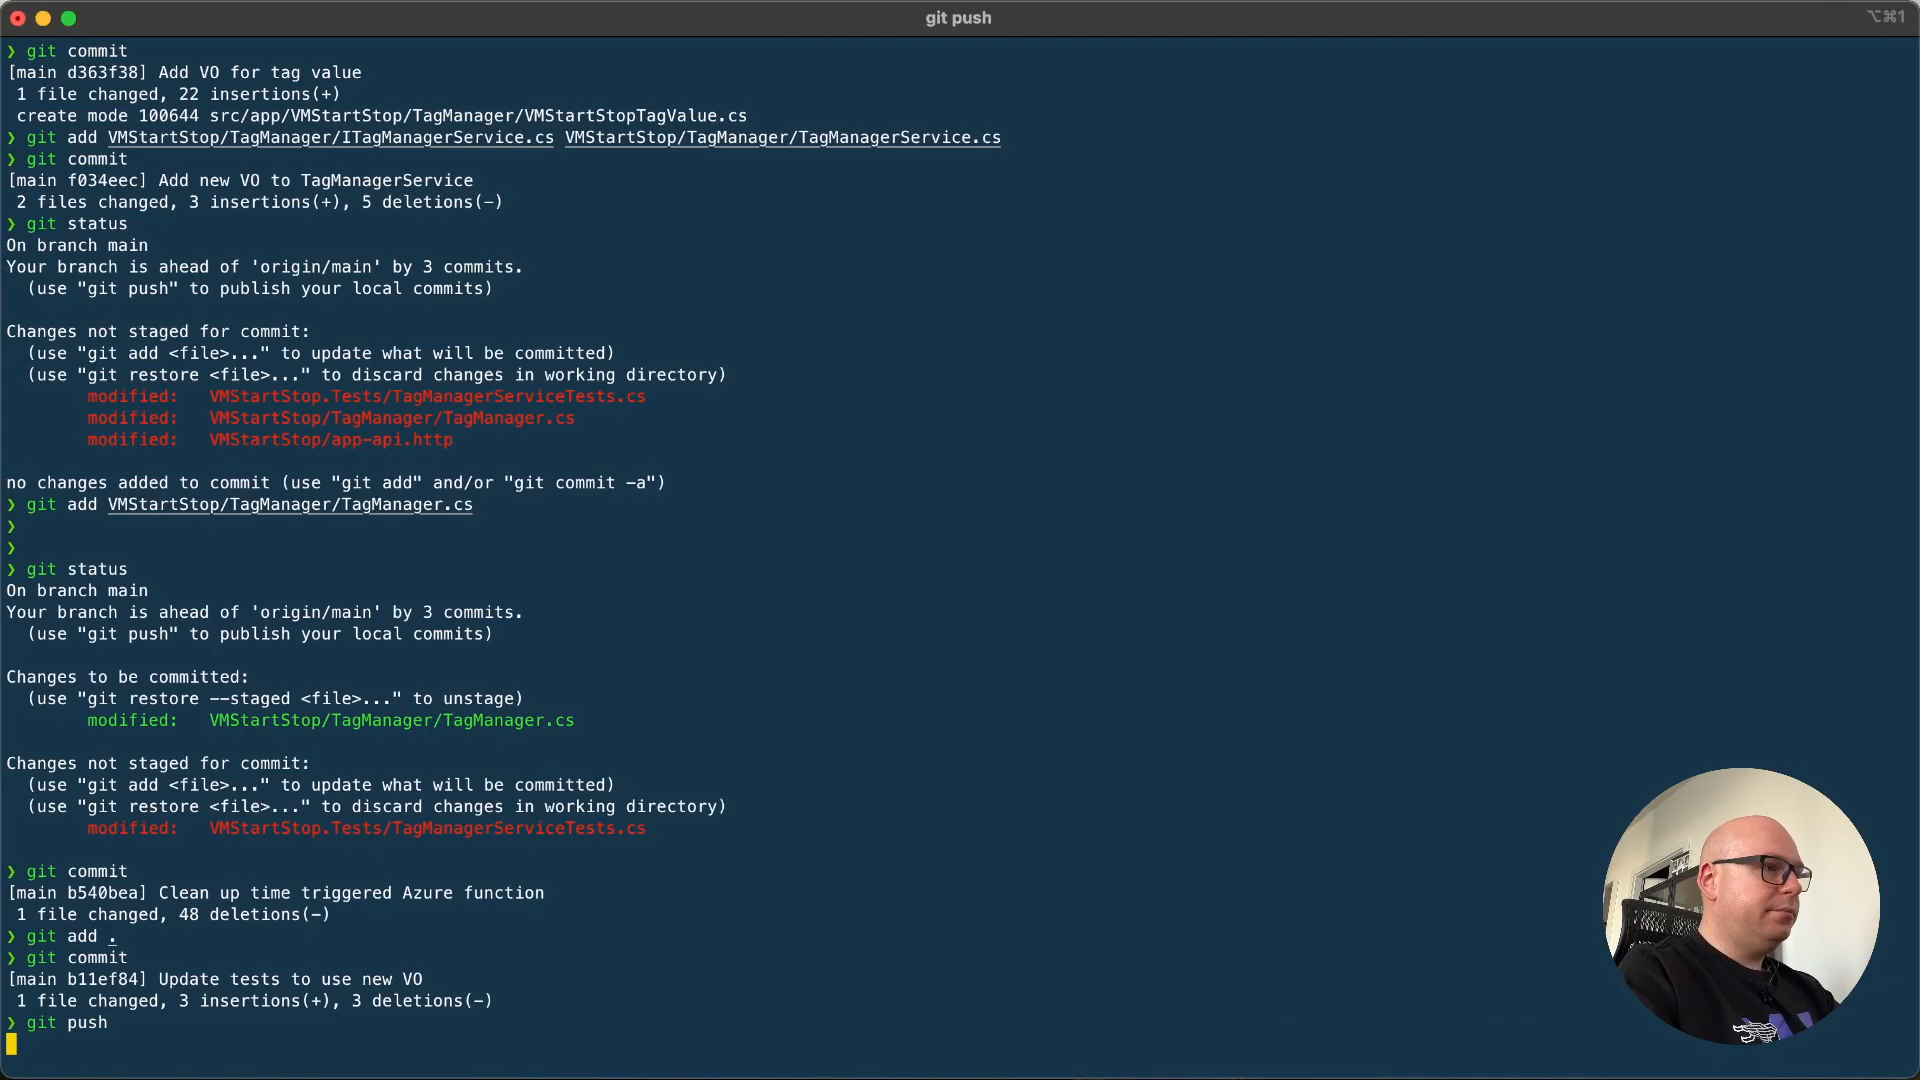 git push
⌥⌘1
❯ git commit
[main d363f38] Add VO for tag value
 1 file changed, 22 insertions(+)
 create mode 100644 src/app/VMStartStop/TagManager/VMStartStopTagValue.cs
❯ git add VMStartStop/TagManager/ITagManagerService.cs VMStartStop/TagManager/TagManagerService.cs
❯ git commit
[main f034eec] Add new VO to TagManagerService
 2 files changed, 3 insertions(+), 5 deletions(-)
❯ git status
On branch main
Your branch is ahead of 'origin/main' by 3 commits.
  (use "git push" to publish your local commits)
Changes not staged for commit:
  (use "git add <file>..." to update what will be committed)
  (use "git restore <file>..." to discard changes in working directory)
        modified:   VMStartStop.Tests/TagManagerServiceTests.cs
        modified:   VMStartStop/TagManager/TagManager.cs
        modified:   VMStartStop/app-api.http
no changes added to commit (use "git add" and/or "git commit -a")
❯ git add VMStartStop/TagManager/TagManager.cs
❯
❯
❯ git status
On branch main
Your branch is ahead of 'origin/main' by 3 commits.
  (use "git push" to publish your local commits)
Changes to be committed:
  (use "git restore --staged <file>..." to unstage)
        modified:   VMStartStop/TagManager/TagManager.cs
Changes not staged for commit:
  (use "git add <file>..." to update what will be committed)
  (use "git restore <file>..." to discard changes in working directory)
        modified:   VMStartStop.Tests/TagManagerServiceTests.cs
❯ git commit
[main b540bea] Clean up time triggered Azure function
 1 file changed, 48 deletions(-)
❯ git add .
❯ git commit
[main b11ef84] Update tests to use new VO
 1 file changed, 3 insertions(+), 3 deletions(-)
❯ git push